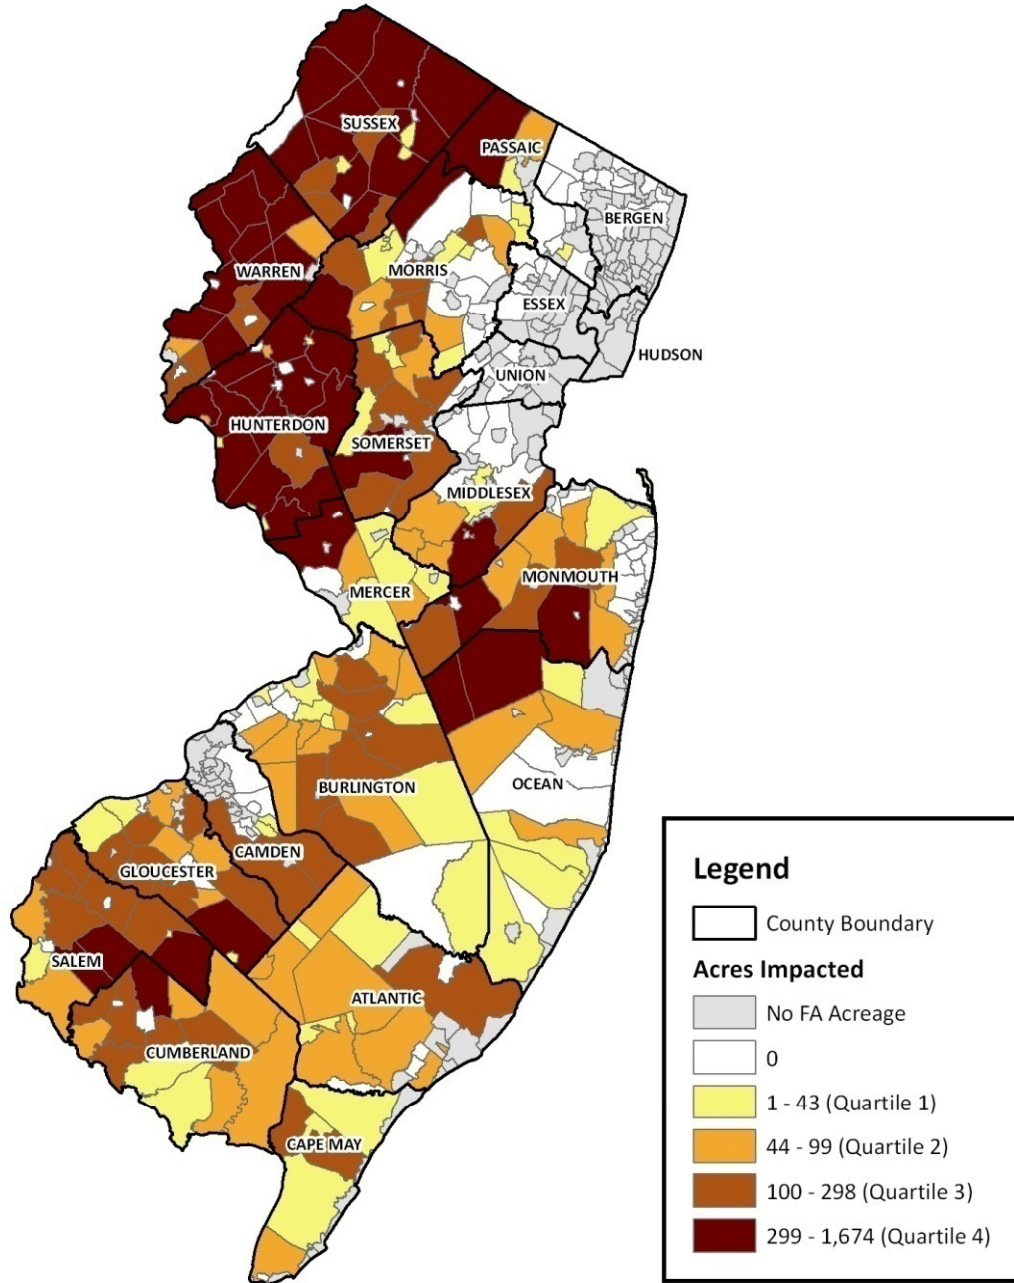 SUSSEX
PASSAIC
BERGEN
WARREN
MORRIS
ESSEX
HUDSON
UNION
HUNTERDON
SOMERSET
MIDDLESEX
MONMOUTH
MERCER
OCEAN
BURLINGTON
CAMDEN
GLOUCESTER
SALEM
ATLANTIC
CUMBERLAND
CAPE MAY
Legend
County Boundary
Acres Impacted
No FA Acreage
0
1 - 43 (Quartile 1)
44 - 99 (Quartile 2)
100 - 298 (Quartile 3)
299 - 1,674 (Quartile 4)